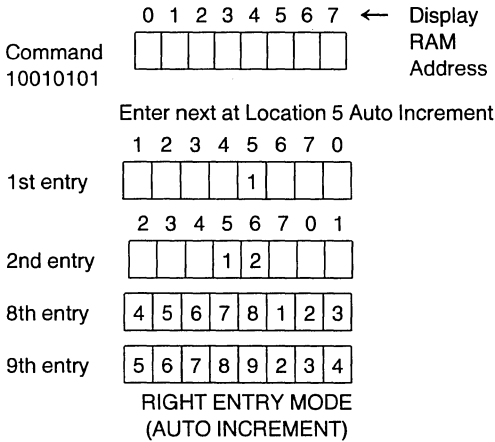 0 1 2 3 4 5 6 7 ← Display
RAM
Address
Command
10010101
Enter next at Location 5 Auto Increment
1 2 3 4 5 6 7 0
1st entry 1
2 3 4 5 6 7 0 1
2nd entry 1 2
8th entry 4 5 6 7 8 1 2 3
9th entry 5 6 7 8 9 2 3 4
RIGHT ENTRY MODE
(AUTO INCREMENT)